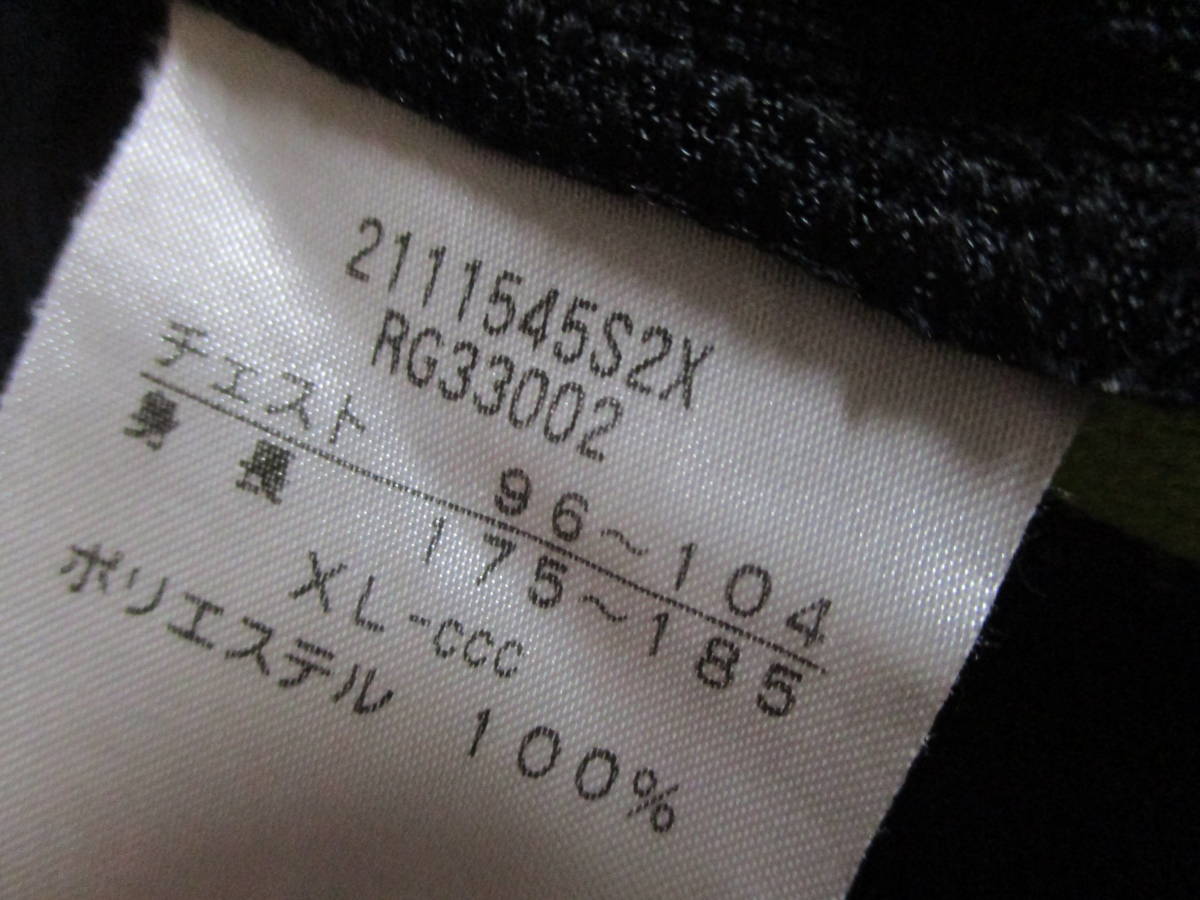 2111545S2X
RG33002
チェスト 96～104
身長 175～185
XL-CCC
ポリエステル 100%